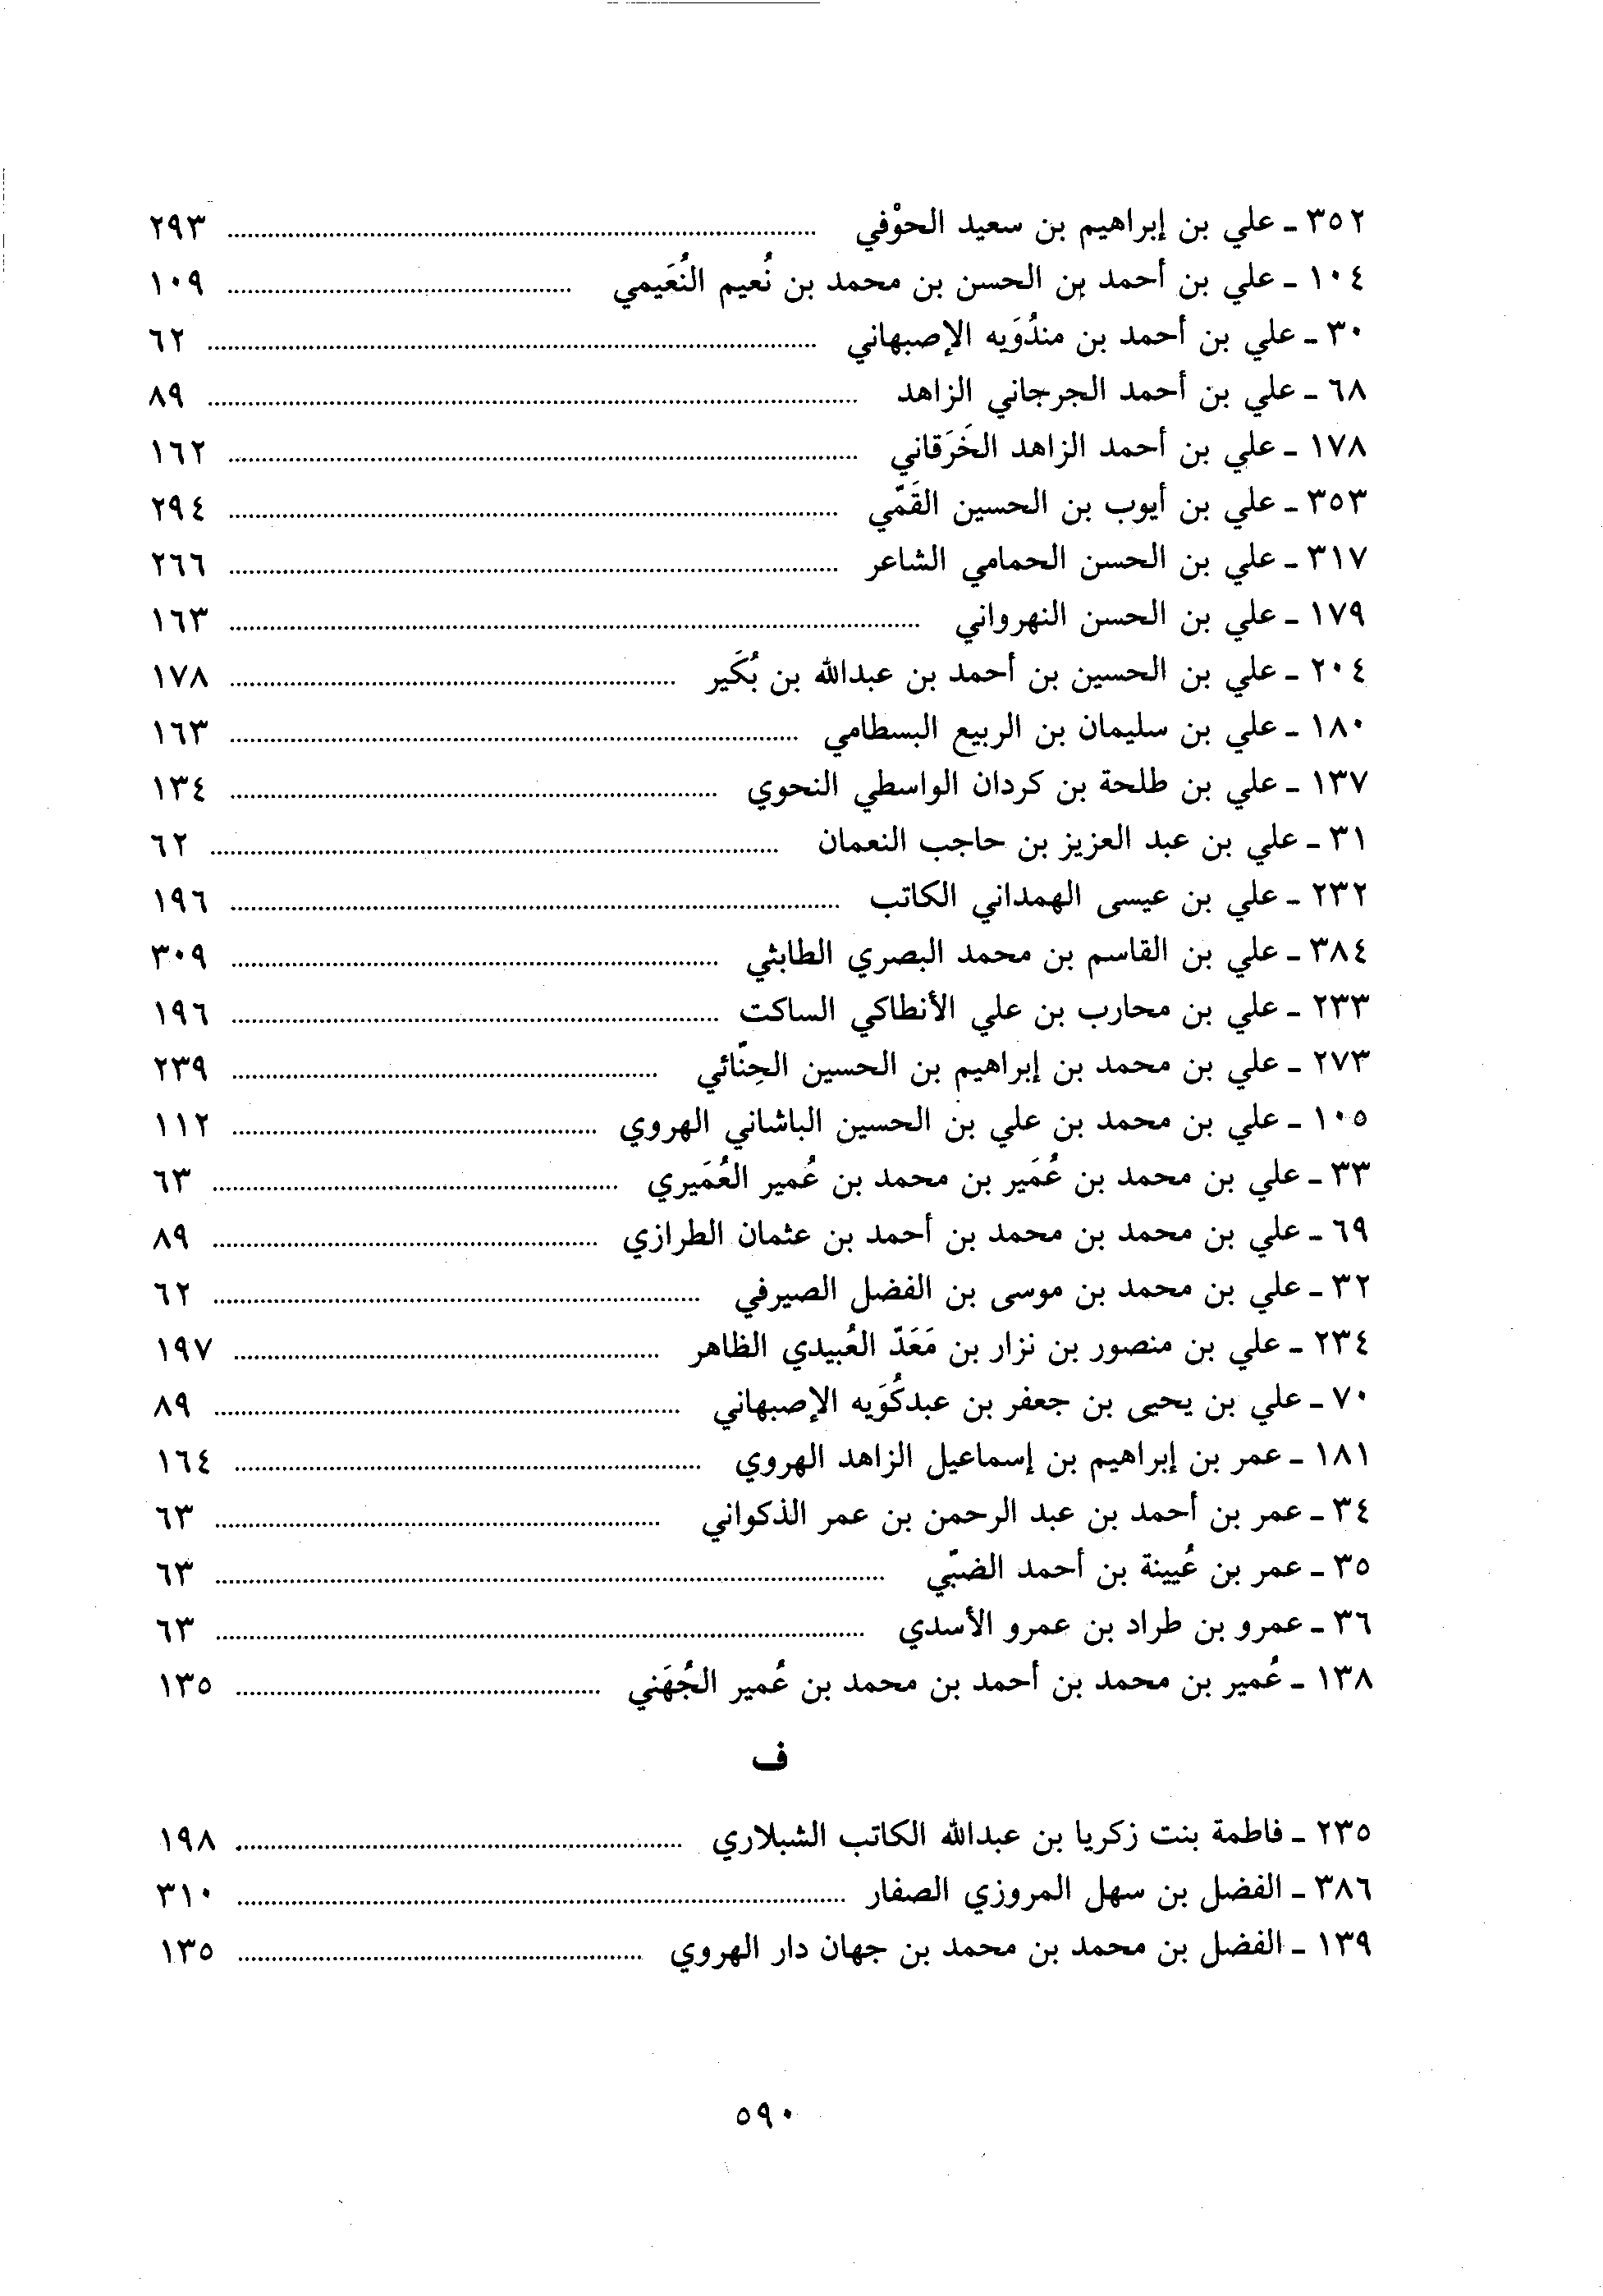 ٣٥٢ - علي بن إبراهيم بن سعيد الحوْفي ........ ٢٩٣
١٠٤ - علي بن أحمد بن الحسن بن محمد بن نُعيم النُعَيمي ........ ١٠٩
٣٠ - علي بن أحمد بن مندُوَيه الإصبهاني ........ ٦٢
٦٨ - علي بن أحمد الجرجاني الزاهد ........ ٨٩
١٧٨ - علي بن أحمد الزاهد الخَرَقاني ........ ١٦٢
٣٥٣ - علي بن أيوب بن الحسين القَمّي ........ ٢٩٤
٣١٧ - علي بن الحسن الحمامي الشاعر ........ ٢٦٦
١٧٩ - علي بن الحسن النهرواني ........ ١٦٣
٢٠٤ - علي بن الحسين بن أحمد بن عبدالله بن بُكَير ........ ١٧٨
١٨٠ - علي بن سليمان بن الربيع البسطامي ........ ١٦٣
١٣٧ - علي بن طلحة بن كردان الواسطي النحوي ........ ١٣٤
٣١ - علي بن عبد العزيز بن حاجب النعمان ........ ٦٢
٢٣٢ - علي بن عيسى الهمداني الكاتب ........ ١٩٦
٣٨٤ - علي بن القاسم بن محمد البصري الطابثي ........ ٣٠٩
٢٣٣ - علي بن محارب بن علي الأنطاكي الساكت ........ ١٩٦
٢٧٣ - علي بن محمد بن إبراهيم بن الحسين الحِنّائي ........ ٢٣٩
١٠٥ - علي بن محمد بن علي بن الحسين الباشاني الهروي ........ ١١٢
٣٣ - علي بن محمد بن عُمَير بن محمد بن عُمير العُمَيري ........ ٦٣
٦٩ - علي بن محمد بن محمد بن أحمد بن عثمان الطرازي ........ ٨٩
٣٢ - علي بن محمد بن موسى بن الفضل الصيرفي ........ ٦٢
٢٣٤ - علي بن منصور بن نزار بن مَعَدّ العُبيدي الظاهر ........ ١٩٧
٧٠ - علي بن يحيى بن جعفر بن عبدكُوَيه الإصبهاني ........ ٨٩
١٨١ - عمر بن إبراهيم بن إسماعيل الزاهد الهروي ........ ١٦٤
٣٤ - عمر بن أحمد بن عبد الرحمن بن عمر الذكواني ........ ٦٣
٣٥ - عمر بن عُيينة بن أحمد الضبّي ........ ٦٣
٣٦ - عمرو بن طراد بن عمرو الأسدي ........ ٦٣
١٣٨ - عُمير بن محمد بن أحمد بن محمد بن عُمير الجُهَني ........ ١٣٥
ف
٢٣٥ - فاطمة بنت زكريا بن عبدالله الكاتب الشبلاري ........ ١٩٨
٣٨٦ - الفضل بن سهل المروزي الصفار ........ ٣١٠
١٣٩ - الفضل بن محمد بن محمد بن جهان دار الهروي ........ ١٣٥
٥٩٠